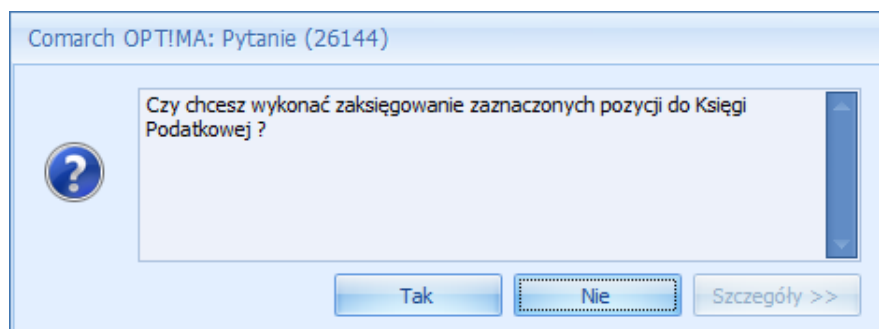 Comarch OPT!MA: Pytanie (26144)
Czy chcesz wykonać zaksięgowanie zaznaczonych pozycji do Księgi
Podatkowej ?
Tak
Nie
Szczegóły >>